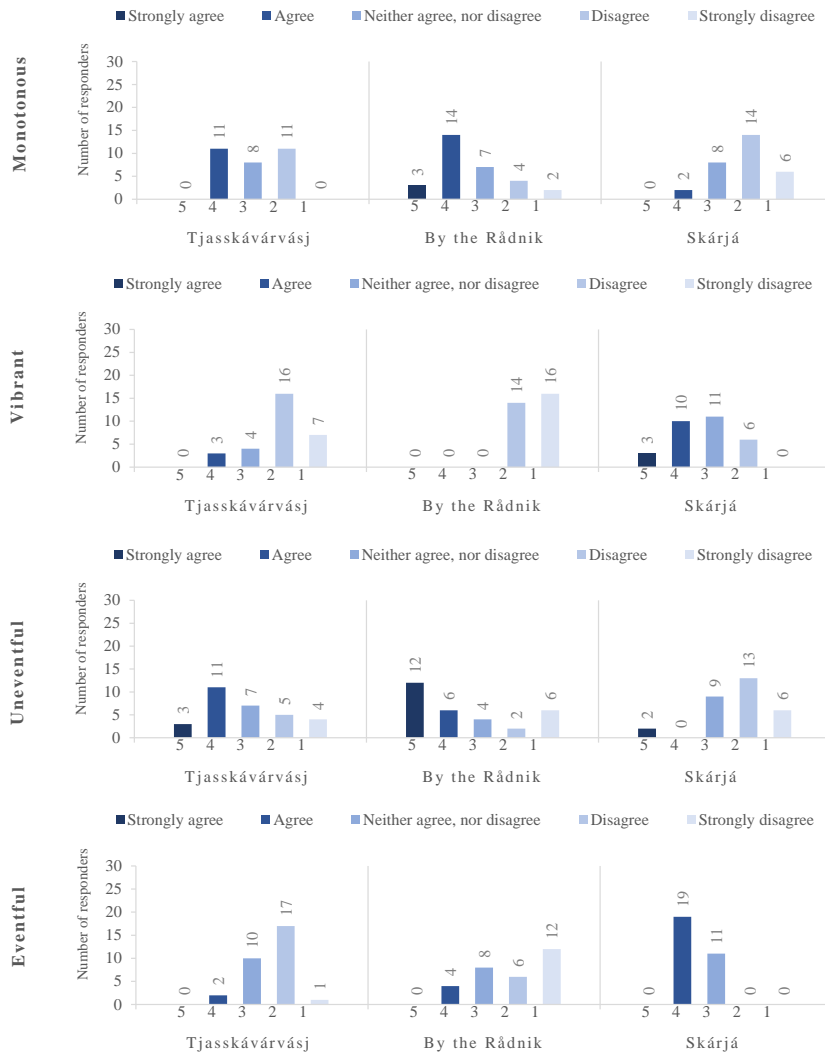 Strongly agree Agree Neither agree, nor disagree Disagree Strongly disagree
Monotonous
Number of responders
30
25
20
15
10
5
0
0 11 8 11 0 3 14 7 4 2 0 2 8 14 6
5 4 3 2 1 5 4 3 2 1 5 4 3 2 1
Tjasskávárvásj By the Rådnik Skárjá
Strongly agree Agree Neither agree, nor disagree Disagree Strongly disagree
Vibrant
Number of responders
30
25
20
15
10
5
0
0 3 4 16 7 0 0 0 14 16 3 10 11 6 0
5 4 3 2 1 5 4 3 2 1 5 4 3 2 1
Tjasskávárvásj By the Rådnik Skárjá
Strongly agree Agree Neither agree, nor disagree Disagree Strongly disagree
Uneventful
Number of responders
30
25
20
15
10
5
0
3 11 7 5 4 12 6 4 2 6 2 0 9 13 6
5 4 3 2 1 5 4 3 2 1 5 4 3 2 1
Tjasskávárvásj By the Rådnik Skárjá
Strongly agree Agree Neither agree, nor disagree Disagree Strongly disagree
Eventful
Number of responders
30
25
20
15
10
5
0
0 2 10 17 1 0 4 8 6 12 0 19 11 0 0
5 4 3 2 1 5 4 3 2 1 5 4 3 2 1
Tjasskávárvásj By the Rådnik Skárjá